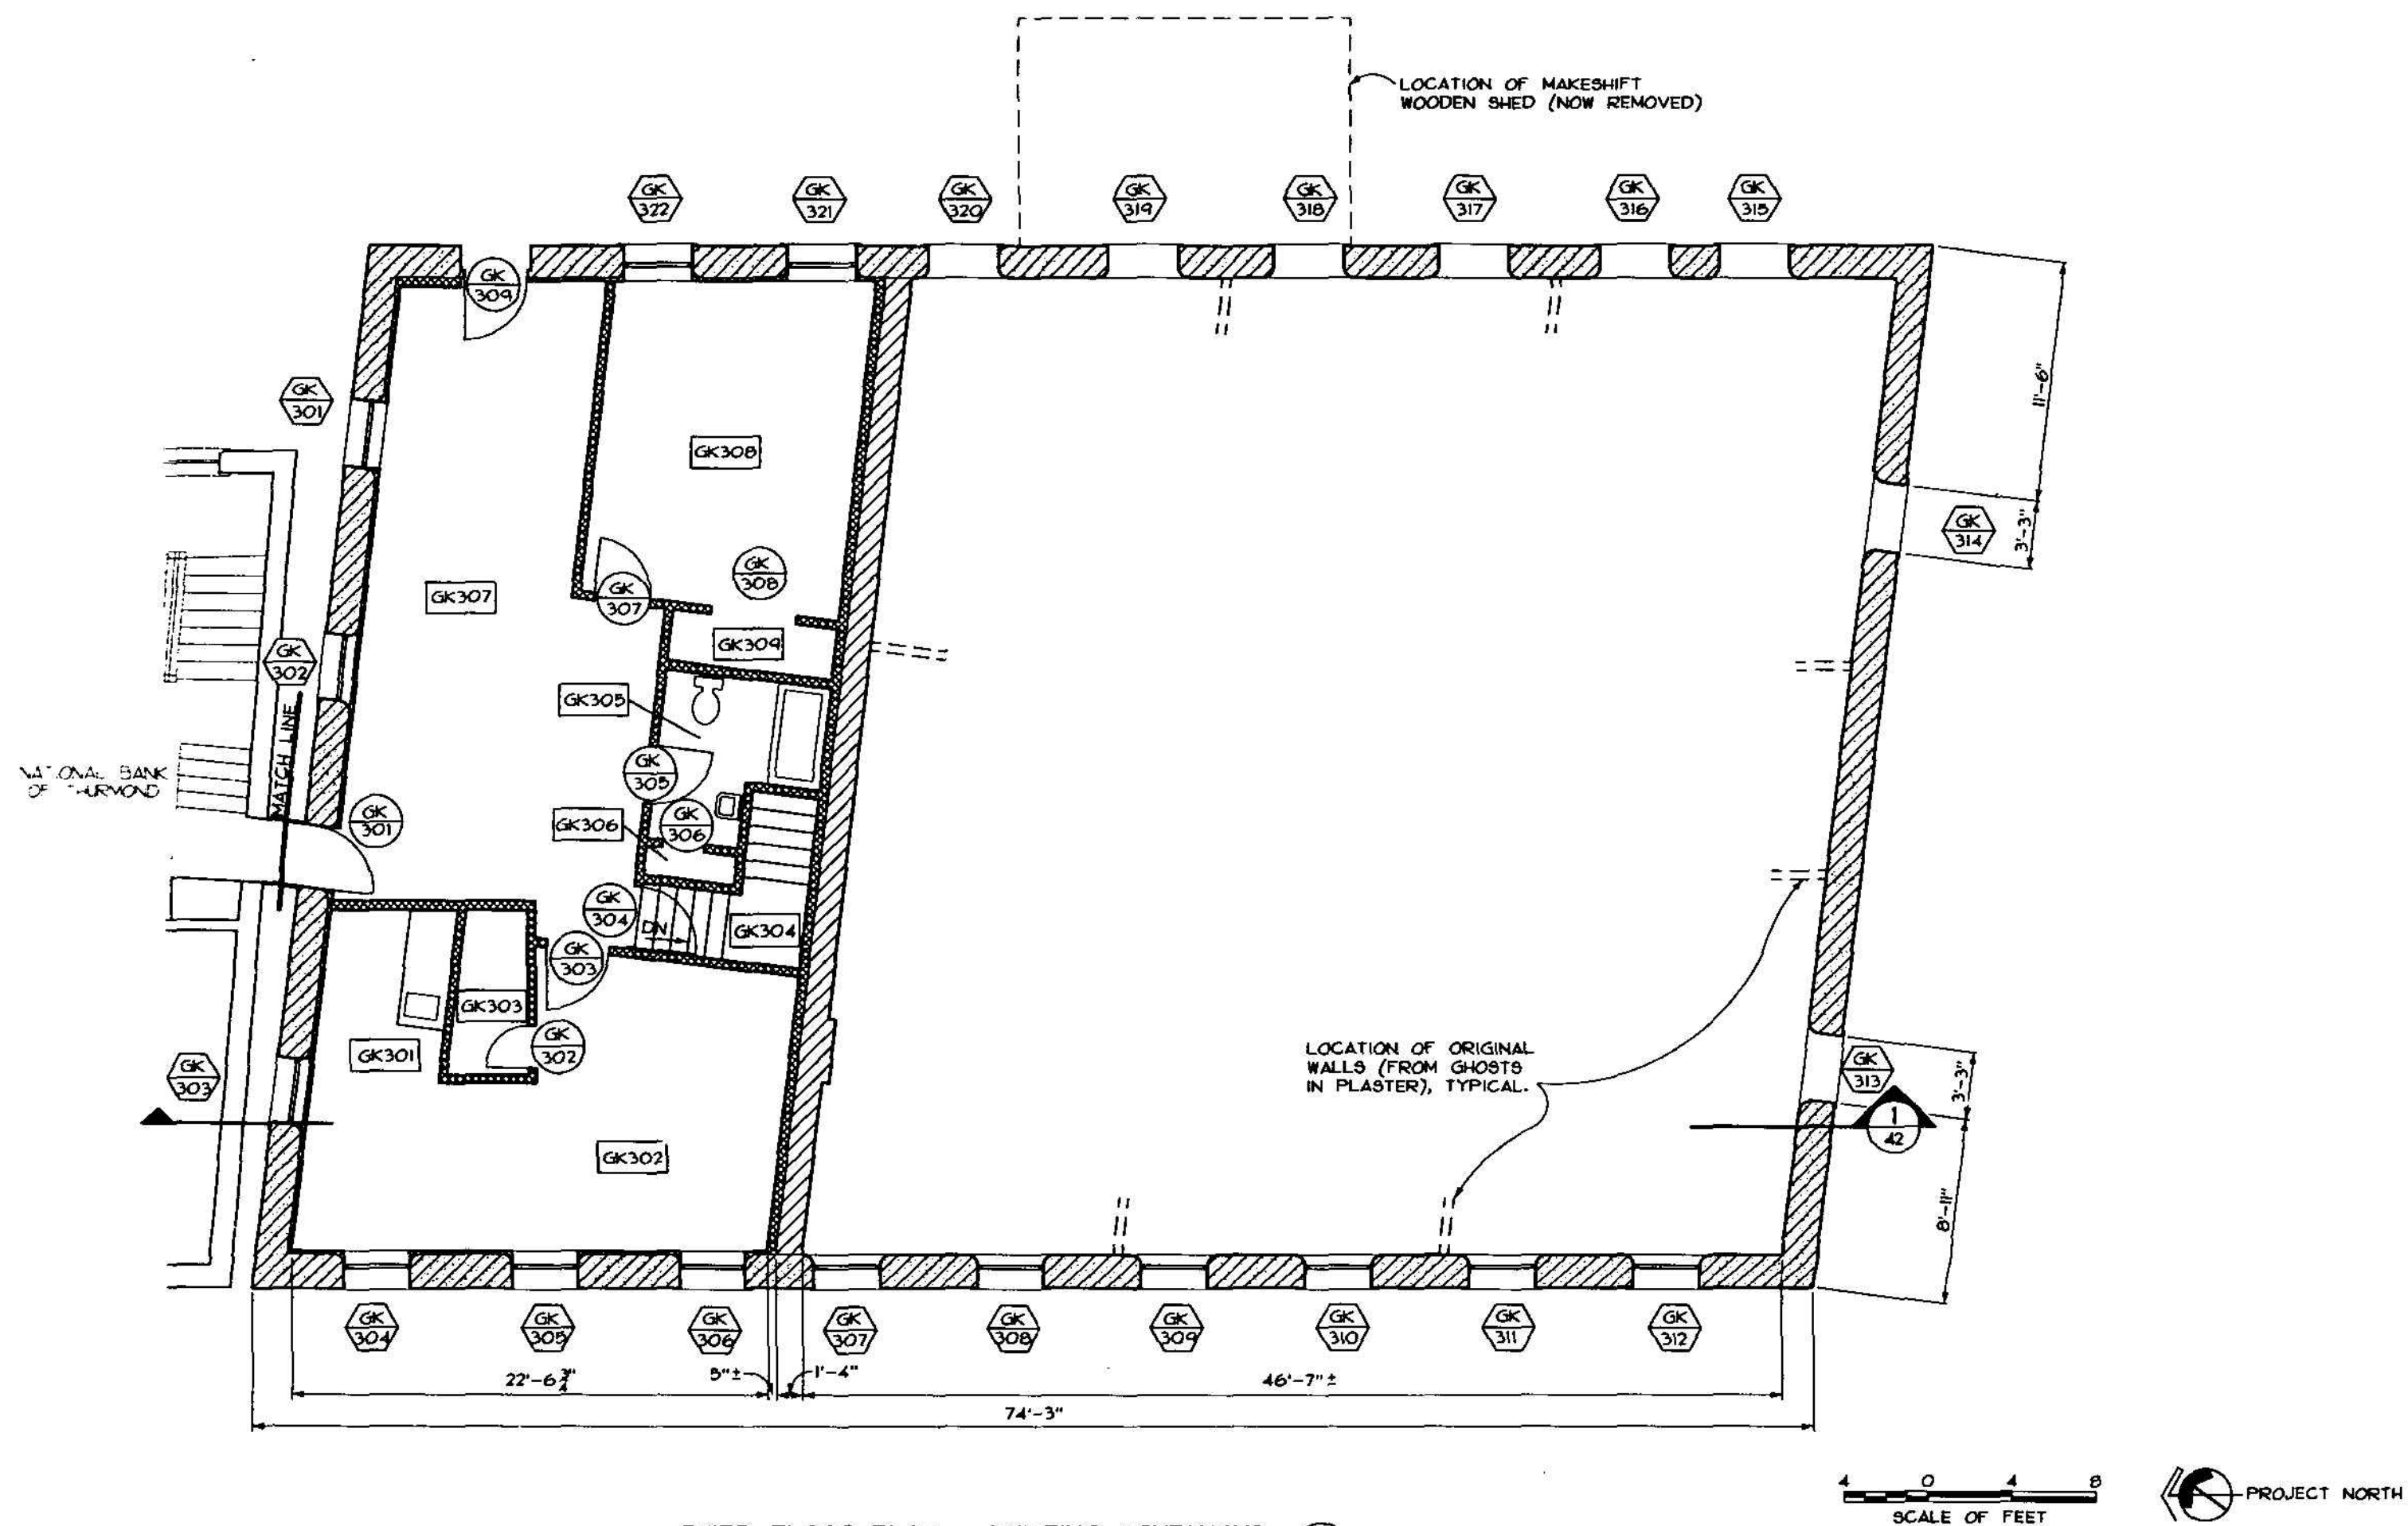 LOCATION OF MAKESHIFT
WOODEN SHED (NOW REMOVED)
GK
322
GK
321
GK
320
GK
319
GK
318
GK
317
GK
316
GK
315
GK
309
GK
301
11'-6"
GK308
GK
314
3'-3"
GK
308
GK307
GK
307
GK309
GK
302
GK305
MATCH LINE
GK
305
NATIONAL BANK
OF THURMOND
GK
301
GK306
GK
306
GK
304
DN
GK304
GK
303
GK303
GK
302
GK301
GK
303
LOCATION OF ORIGINAL
WALLS (FROM GHOSTS
IN PLASTER), TYPICAL.
GK
313
3'-3"
1
42
GK302
8'-11"
GK
304
GK
305
GK
306
GK
307
GK
308
GK
309
GK
310
GK
311
GK
312
22'-6 3/4"
5"±
1'-4"
46'-7"±
74'-3"
4 0 4 8
SCALE OF FEET
PROJECT NORTH